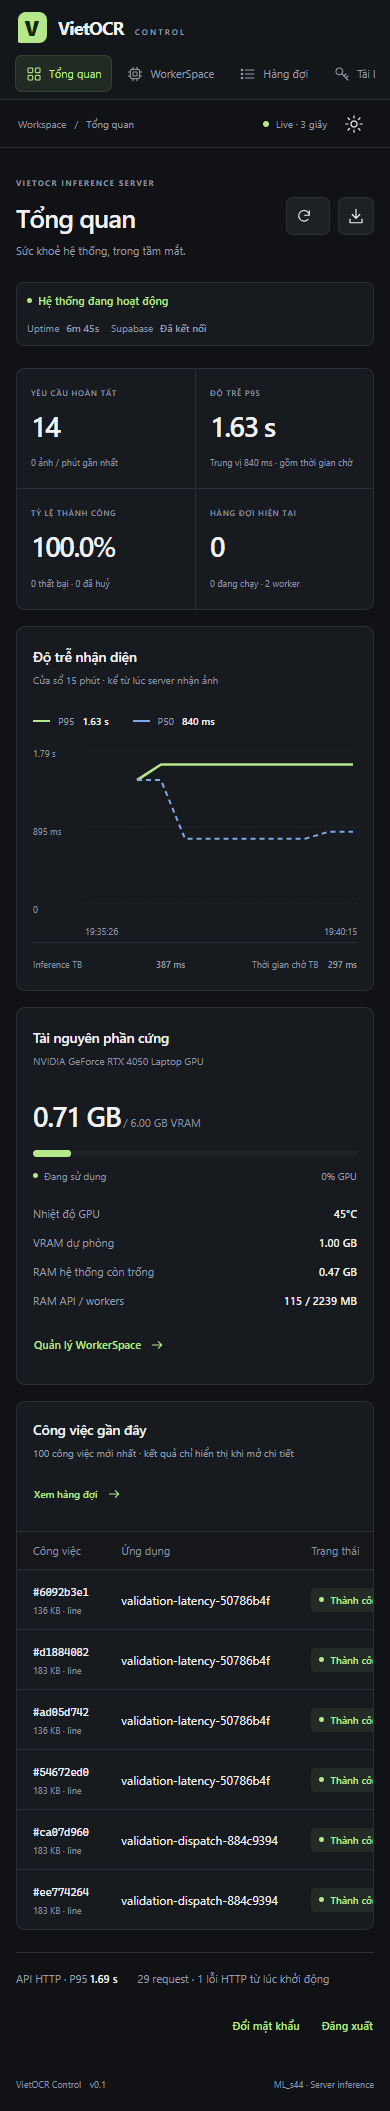 V VietOCR CONTROL
Tổng quan WorkerSpace Hàng đợi Tài k
Workspace / Tổng quan Live · 3 giây
VIETOCR INFERENCE SERVER
Tổng quan
Sức khoẻ hệ thống, trong tầm mắt.
Hệ thống đang hoạt động
Uptime 6m 45s Supabase Đã kết nối
YÊU CẦU HOÀN TẤT
14
0 ảnh / phút gần nhất
ĐỘ TRỄ P95
1.63 s
Trung vị 840 ms · gồm thời gian chờ
TỶ LỆ THÀNH CÔNG
100.0%
0 thất bại · 0 đã huỷ
HÀNG ĐỢI HIỆN TẠI
0
0 đang chạy · 2 worker
Độ trễ nhận diện
Cửa sổ 15 phút · kể từ lúc server nhận ảnh
P95 1.63 s P50 840 ms
1.79 s
895 ms
0
19:35:26 19:40:15
Inference TB 387 ms Thời gian chờ TB 297 ms
Tài nguyên phần cứng
NVIDIA GeForce RTX 4050 Laptop GPU
0.71 GB / 6.00 GB VRAM
Đang sử dụng 0% GPU
Nhiệt độ GPU 45°C
VRAM dự phòng 1.00 GB
RAM hệ thống còn trống 0.47 GB
RAM API / workers 115 / 2239 MB
Quản lý WorkerSpace →
Công việc gần đây
100 công việc mới nhất · kết quả chỉ hiển thị khi mở chi tiết
Xem hàng đợi →
Công việc Ứng dụng Trạng thái
#6092b3e1
136 KB · line
validation-latency-50786b4f Thành cô
#d1884082
183 KB · line
validation-latency-50786b4f Thành cô
#ad05d742
136 KB · line
validation-latency-50786b4f Thành cô
#54672ed0
183 KB · line
validation-latency-50786b4f Thành cô
#ca07d960
183 KB · line
validation-dispatch-884c9394 Thành cô
#ee774264
183 KB · line
validation-dispatch-884c9394 Thành cô
API HTTP · P95 1.69 s 29 request · 1 lỗi HTTP từ lúc khởi động
Đổi mật khẩu Đăng xuất
VietOCR Control v0.1 ML_s44 · Server inference